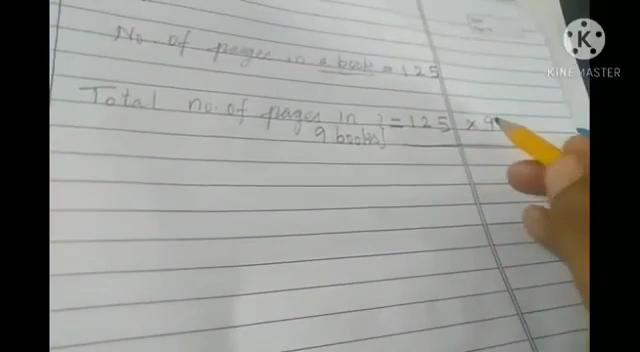 No. of pages in a book = 125
Total no. of pages in } = 125 × 9
9 books
KINEMASTER